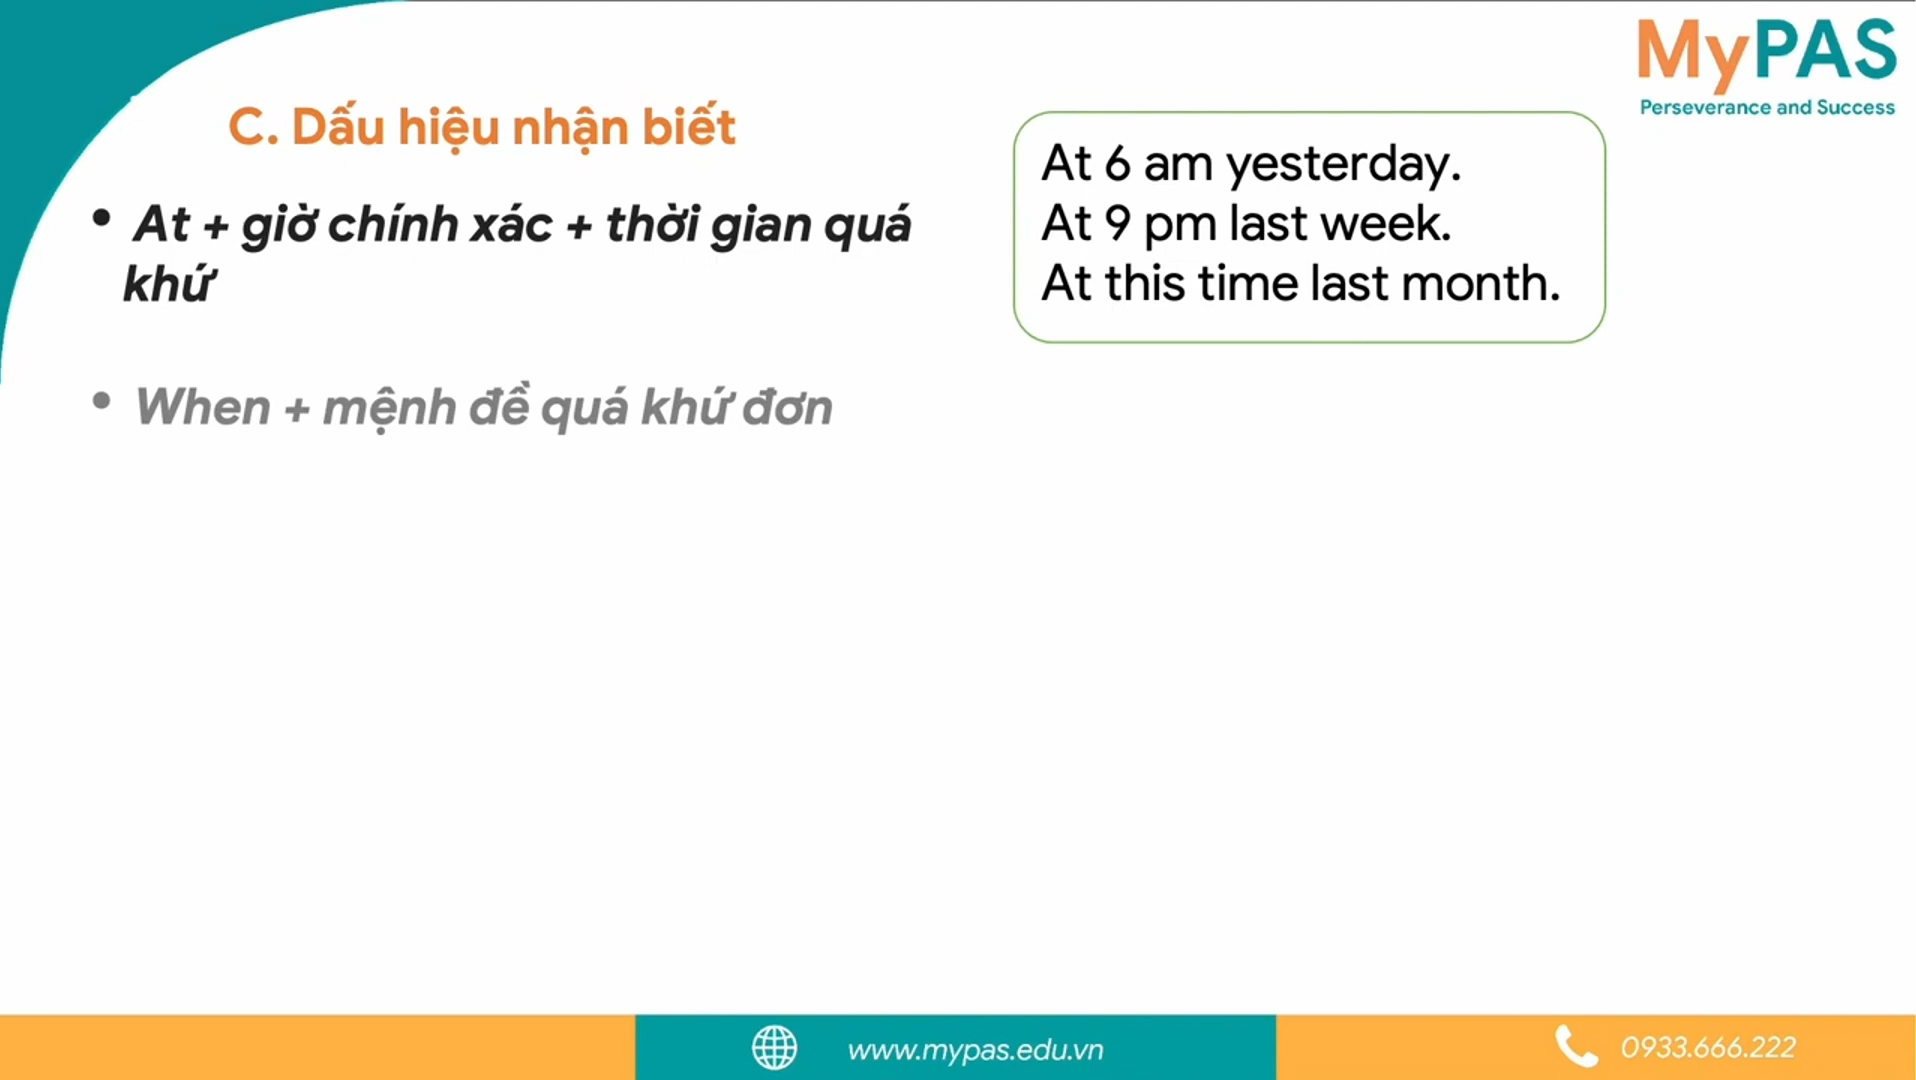 MyPAS
Perseverance and Success
C. Dấu hiệu nhận biết
• At + giờ chính xác + thời gian quá
khứ
At 6 am yesterday.
At 9 pm last week.
At this time last month.
• When + mệnh đề quá khứ đơn
www.mypas.edu.vn
0933.666.222